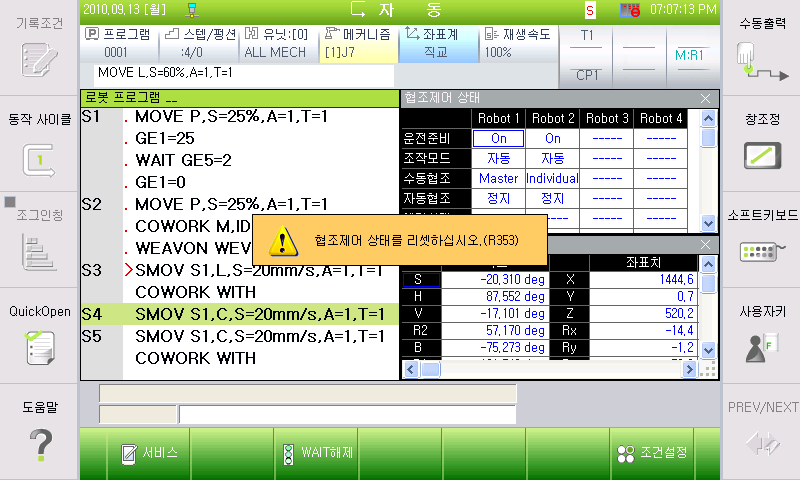 기록조건
2010.09.13 [월]
자 동
S
07:07:13 PM
수동출력
프로그램
0001
스텝/펑션
:4/0
유닛:[0]
ALL MECH
메커니즘
[1]J7
좌표계
직교
재생속도
100%
T1
CP1
M:R1
MOVE L,S=60%,A=1,T=1
동작 사이클
조그인칭
QuickOpen
도움말
로봇 프로그램 __
S1 . MOVE P,S=25%,A=1,T=1
. GE1=25
. WAIT GE5=2
. GE1=0
S2 . MOVE P,S=25%,A=1,T=1
. COWORK M,ID
. WEAVON WEV
S3 >SMOV S1,L,S=20mm/s,A=1,T=1
COWORK WITH
S4 SMOV S1,C,S=20mm/s,A=1,T=1
S5 SMOV S1,C,S=20mm/s,A=1,T=1
COWORK WITH
협조제어 상태
Robot 1 Robot 2 Robot 3 Robot 4
운전준비 On On ----- -----
조작모드 자동 자동 ----- -----
수동협조 Master Individual ----- -----
자동협조 정지 정지 ----- -----
협조제어 상태를 리셋하십시오.(R353)
좌표치
S -20,310 deg X 1444,6
H 87,552 deg Y 0,7
V -17,101 deg Z 520,2
R2 57,170 deg Rx -14,4
B -75,273 deg Ry -1,2
창조정
소프트키보드
사용자키
F
PREV/NEXT
서비스
WAIT해제
조건설정